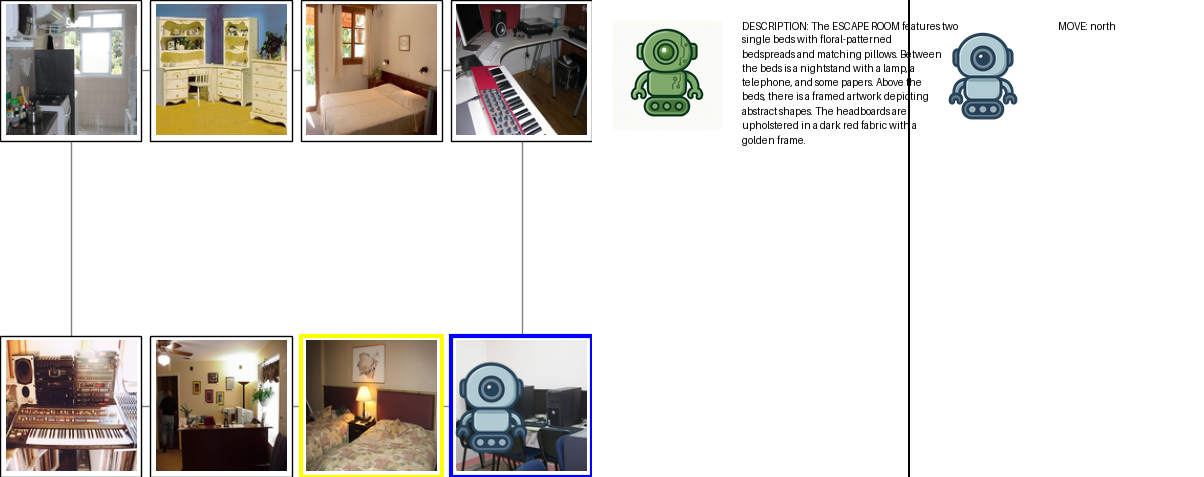 DESCRIPTION: The ESCAPE ROOM features two
single beds with floral-patterned
bedspreads and matching pillows. Between
the beds is a nightstand with a lamp, a
telephone, and some papers. Above the
beds, there is a framed artwork depicting
abstract shapes. The headboards are
upholstered in a dark red fabric with a
golden frame.
MOVE: north